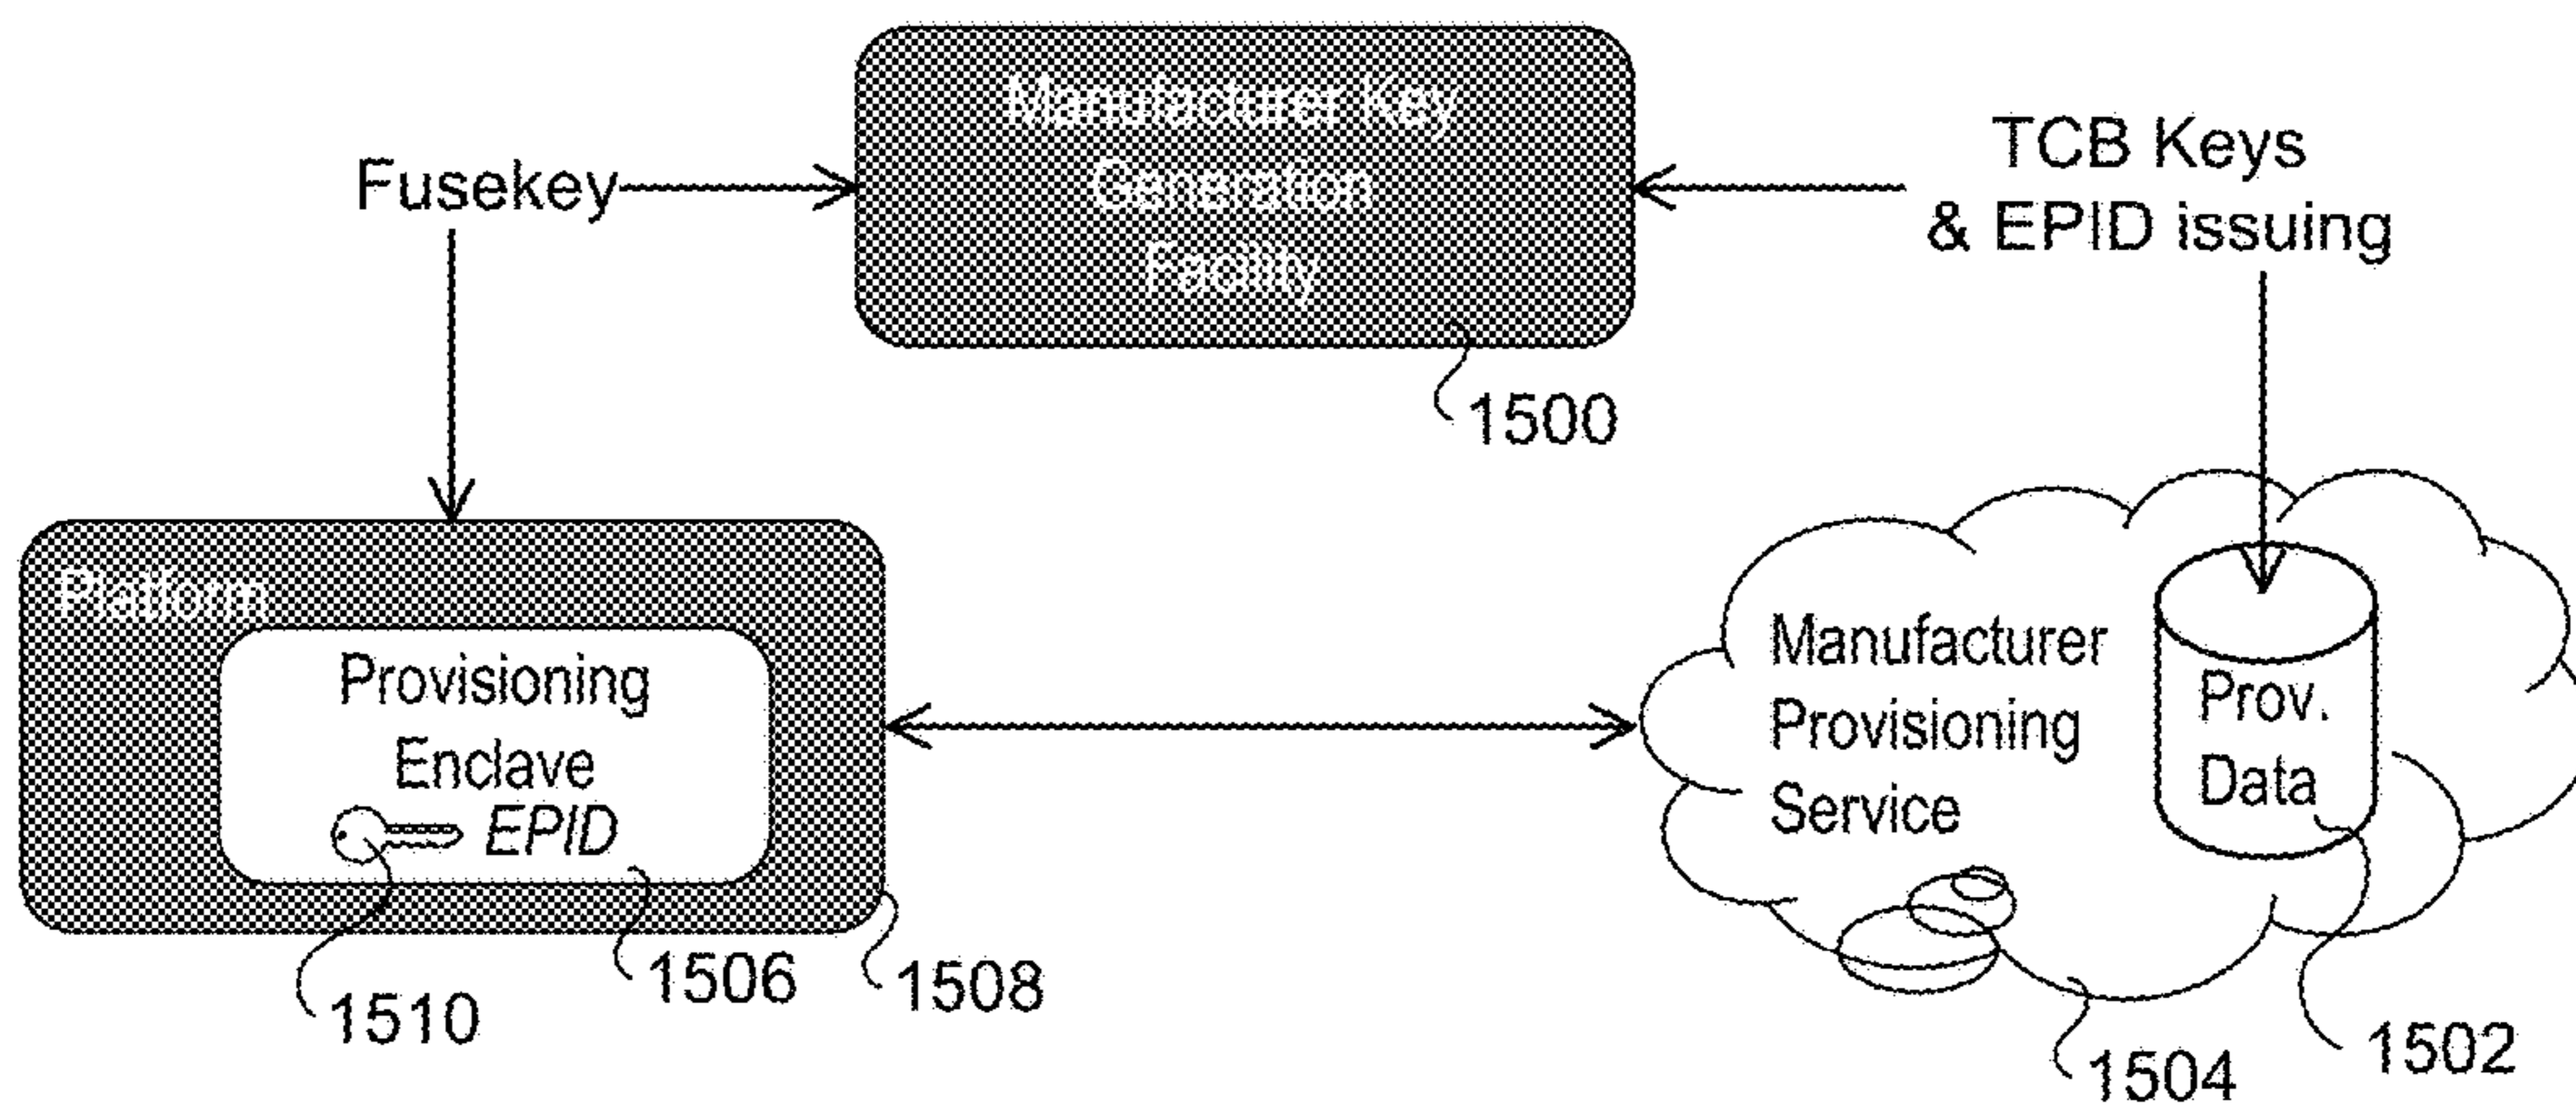 Manufacturer Key
Generation
Facility
1500
Fusekey
TCB Keys
& EPID issuing
Platform
Provisioning
Enclave
EPID
1510
1506
1508
Manufacturer
Provisioning
Service
Prov.
Data
1504
1502